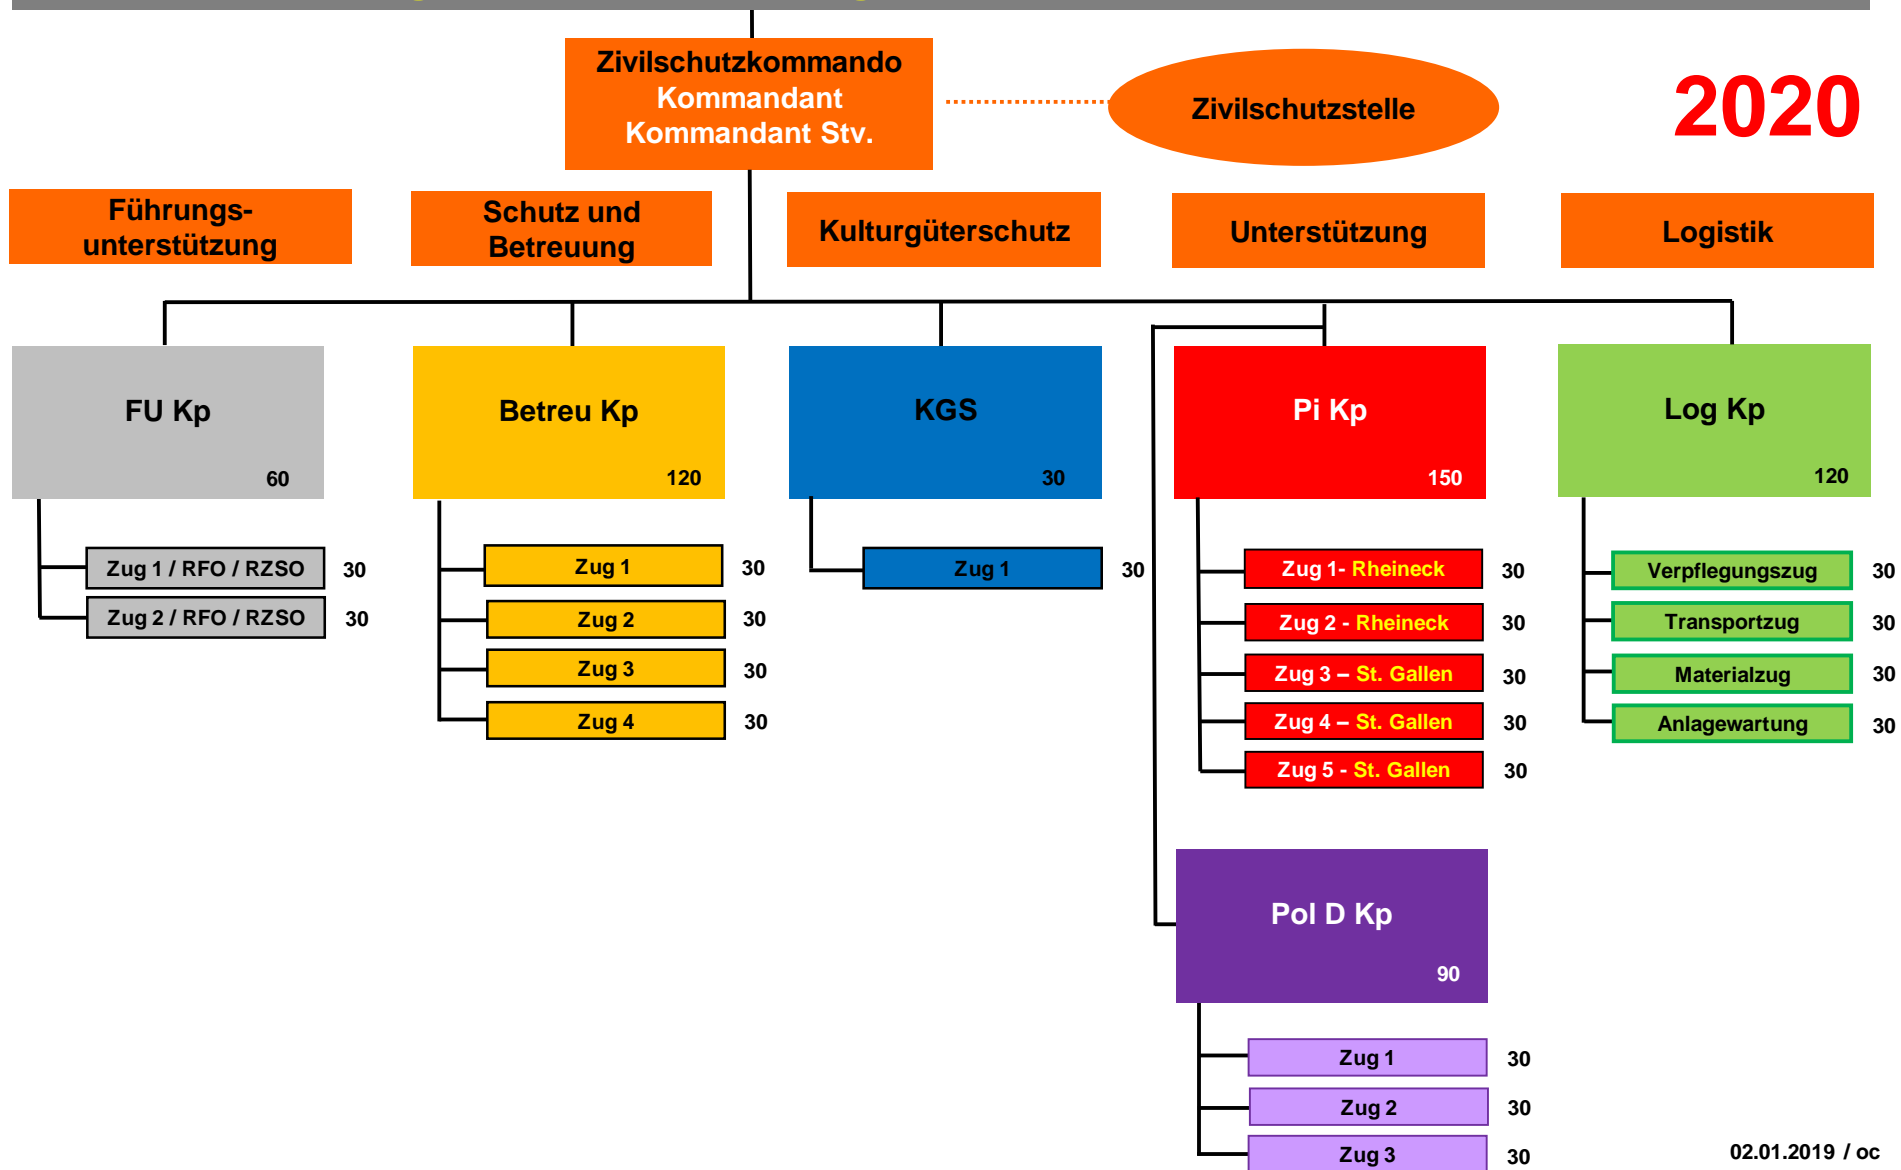 Zivilschutzkommando
Kommandant
Kommandant Stv.
Zivilschutzstelle
2020
Führungs-
unterstützung
Schutz und
Betreuung
Kulturgüterschutz
Unterstützung
Logistik
FU Kp
60
Betreu Kp
120
KGS
30
Pi Kp
150
Log Kp
120
Zug 1 / RFO / RZSO 30
Zug 2 / RFO / RZSO 30
Zug 1 30
Zug 2 30
Zug 3 30
Zug 4 30
Zug 1 30
Zug 1- Rheineck 30
Zug 2 - Rheineck 30
Zug 3 – St. Gallen 30
Zug 4 – St. Gallen 30
Zug 5 - St. Gallen 30
Verpflegungszug 30
Transportzug 30
Materialzug 30
Anlagewartung 30
Pol D Kp
90
Zug 1 30
Zug 2 30
Zug 3 30
02.01.2019 / oc